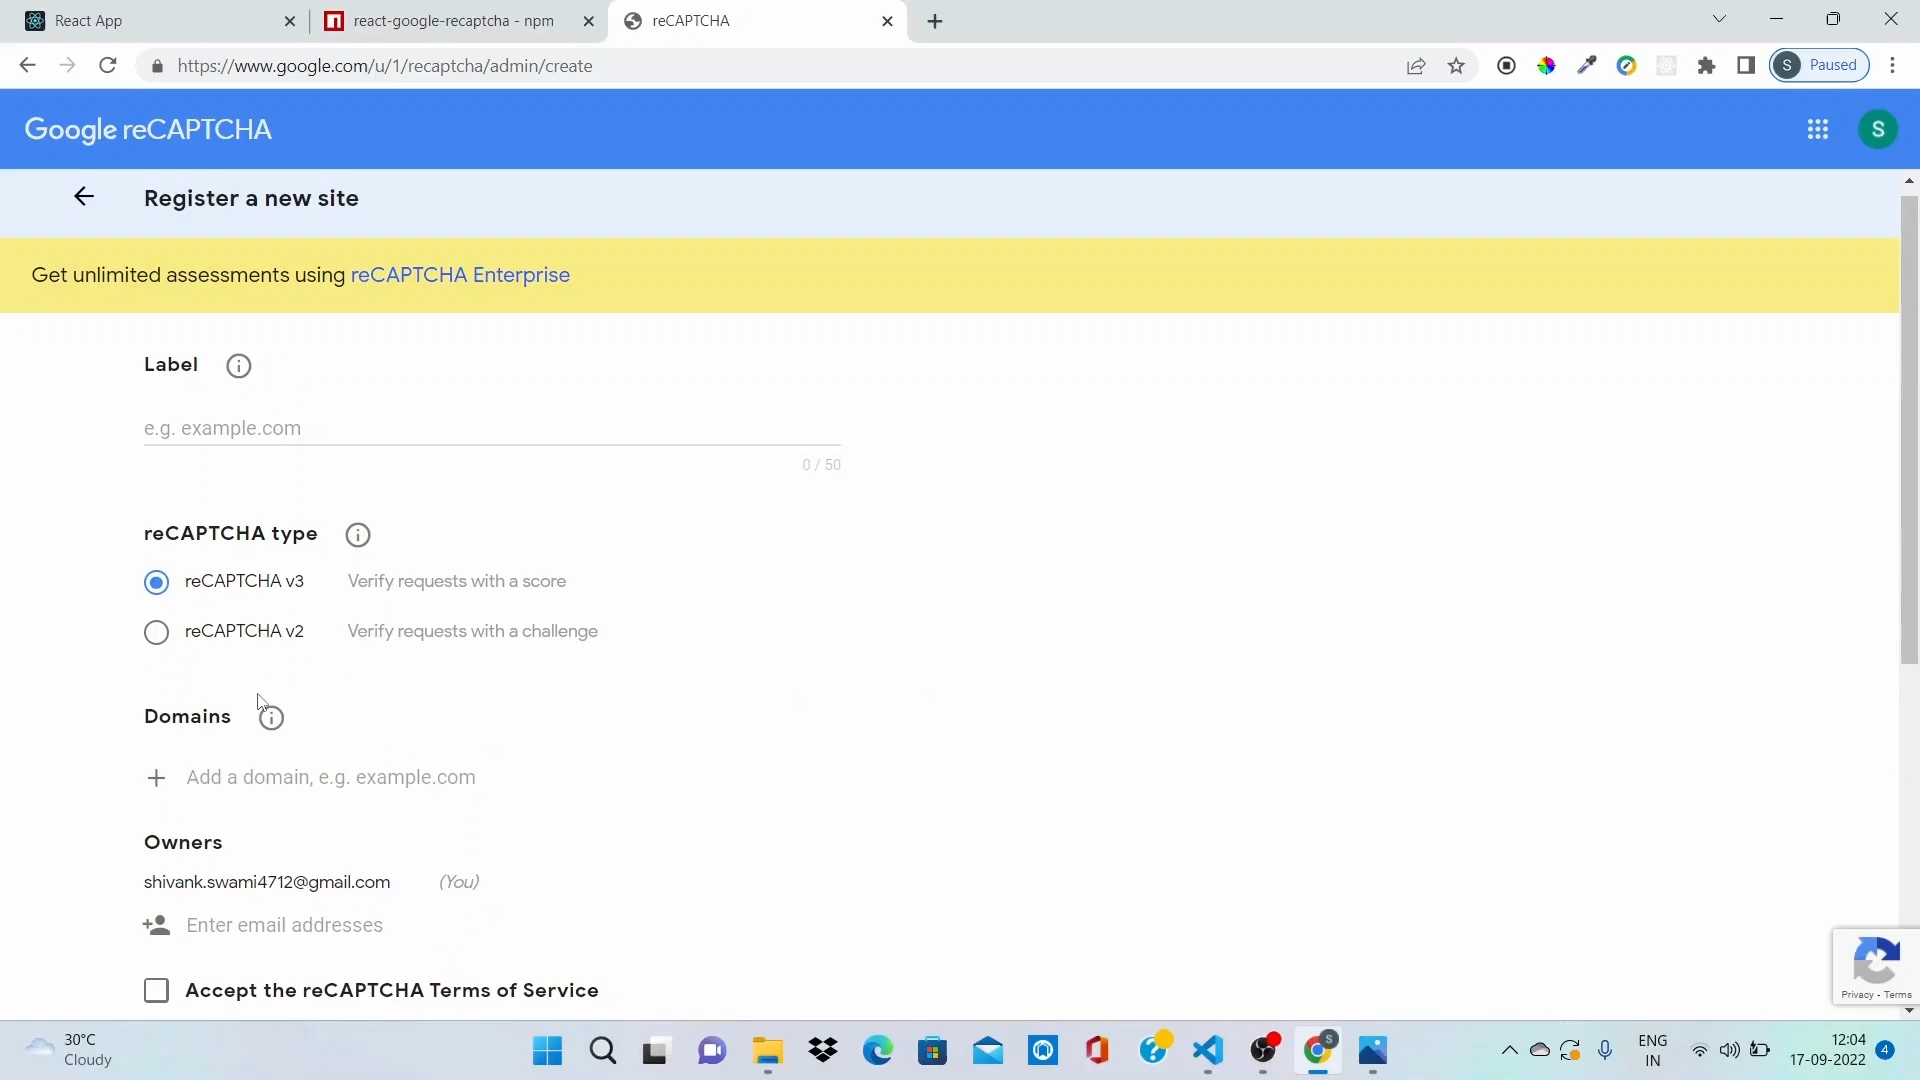 React App
react-google-recaptcha - npm
reCAPTCHA
https://www.google.com/u/1/recaptcha/admin/create
S Paused
Google reCAPTCHA
S
Register a new site
Get unlimited assessments using reCAPTCHA Enterprise
Label
e.g. example.com
0 / 50
reCAPTCHA type
reCAPTCHA v3 Verify requests with a score
reCAPTCHA v2 Verify requests with a challenge
Domains
Add a domain, e.g. example.com
Owners
shivank.swami4712@gmail.com (You)
Enter email addresses
Accept the reCAPTCHA Terms of Service
Privacy - Terms
30°C
Cloudy
S
ENG
IN
12:04
17-09-2022
4